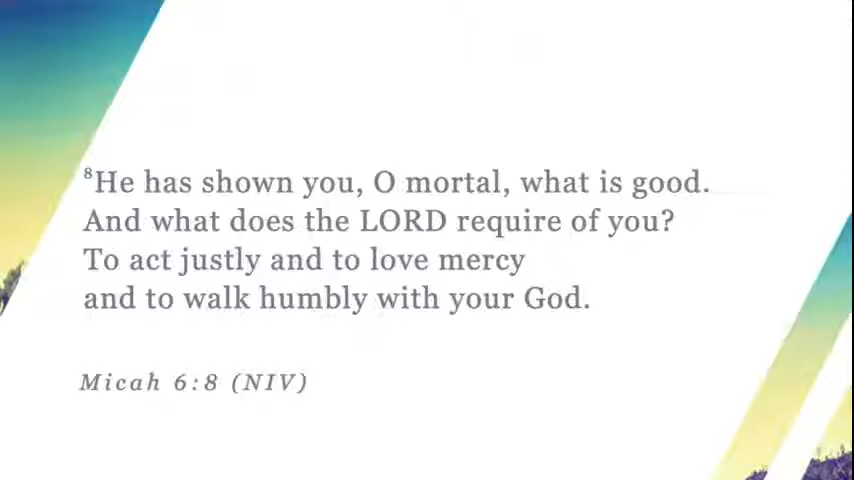 ⁸He has shown you, O mortal, what is good.
And what does the LORD require of you?
To act justly and to love mercy
and to walk humbly with your God.
Micah 6:8 (NIV)